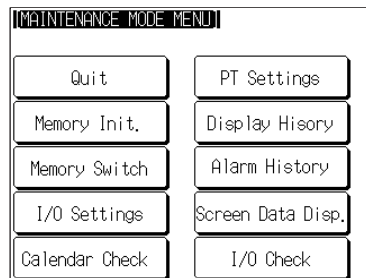 [MAINTENANCE MODE MENU]
Quit
PT Settings
Memory Init.
Display Hisory
Memory Switch
Alarm History
I/O Settings
Screen Data Disp.
Calendar Check
I/O Check